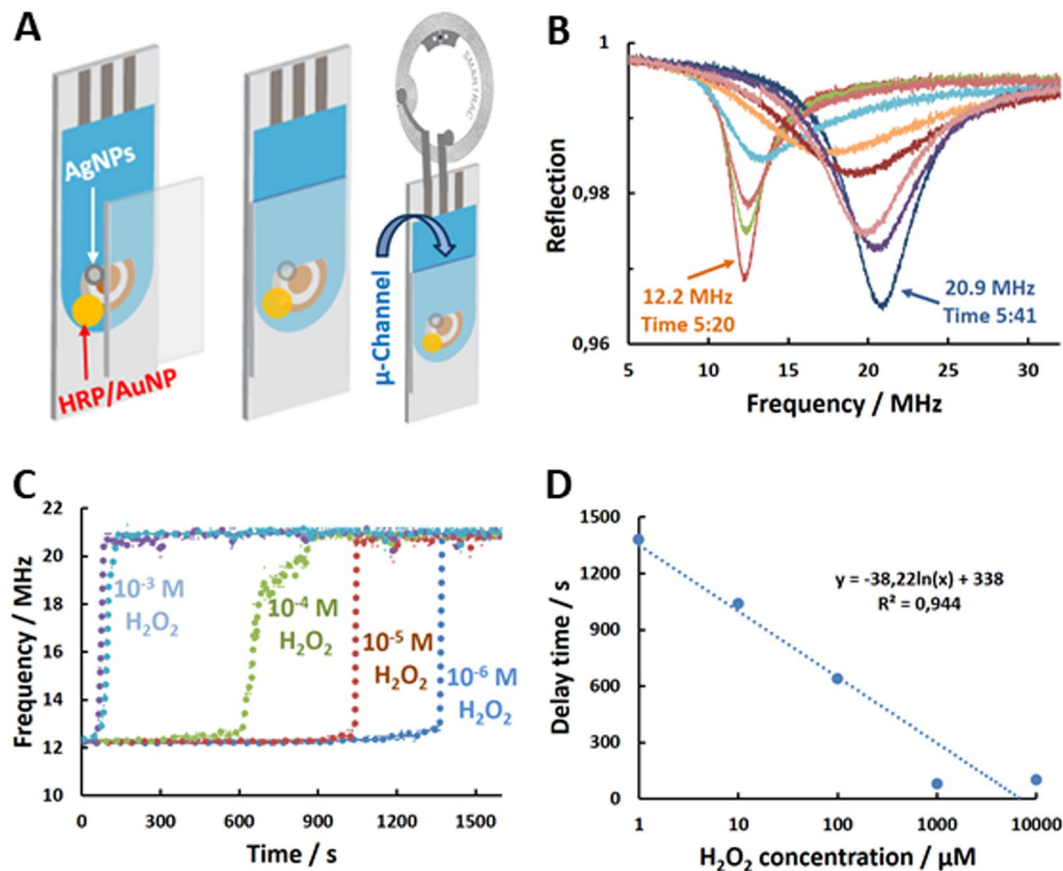 A
AgNPs
HRP/AuNP
SMARTRAC
μ-Channel
B
1
0,98
0,96
Reflection
12.2 MHz
Time 5:20
20.9 MHz
Time 5:41
5
10
15
20
25
30
Frequency / MHz
C
22
20
18
16
14
12
10
Frequency / MHz
10⁻³ M
H₂O₂
10⁻⁴ M
H₂O₂
10⁻⁵ M
H₂O₂
10⁻⁶ M
H₂O₂
0
300
600
900
1200
1500
Time / s
D
1500
1200
900
600
300
0
Delay time / s
y = -38,22ln(x) + 338
R² = 0,944
1
10
100
1000
10000
H₂O₂ concentration / μM